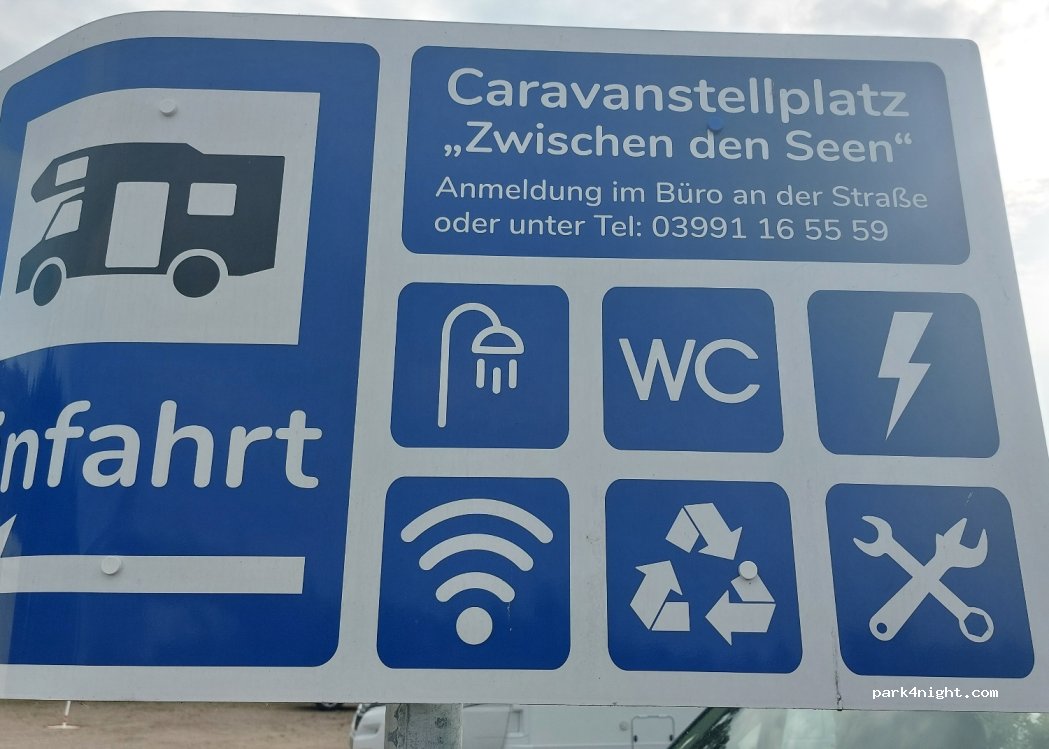 Caravanstellplatz
„Zwischen den Seen“
Anmeldung im Büro an der Straße
oder unter Tel: 03991 16 55 59
WC
infahrt
park4night.com